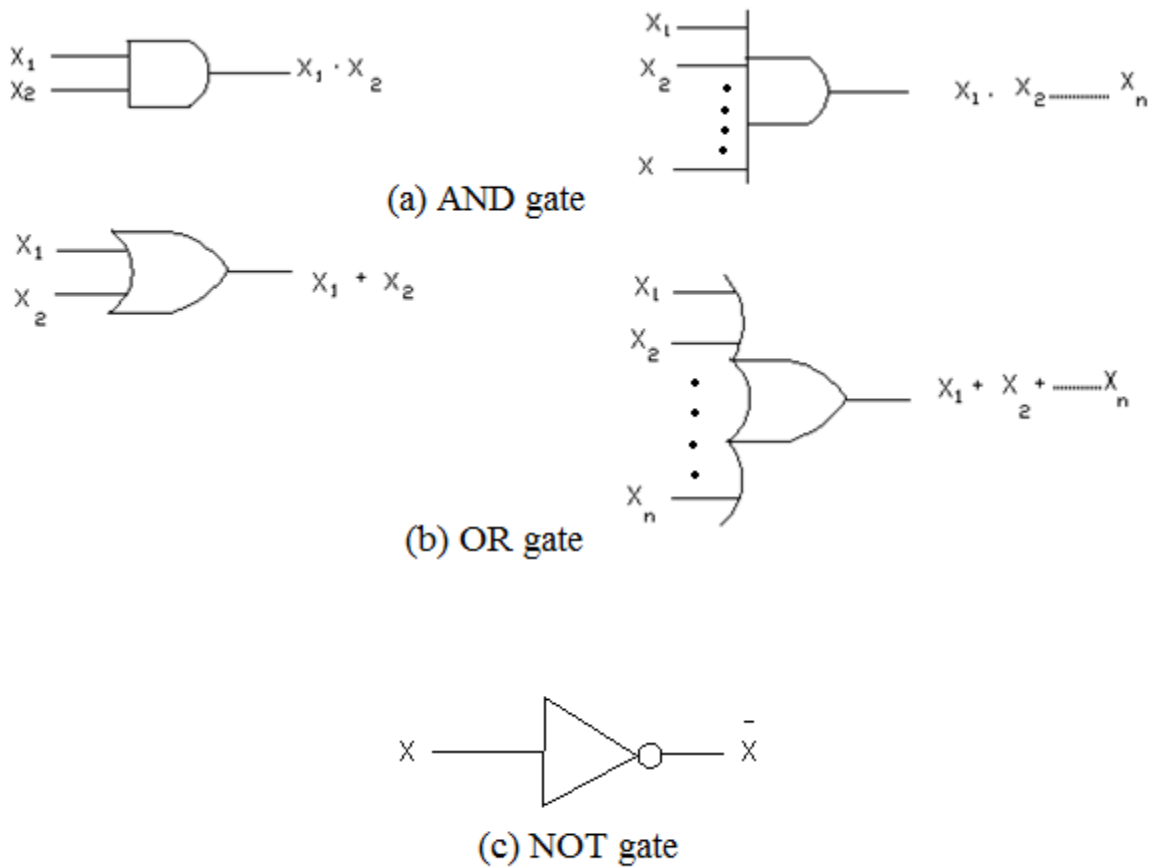 X₁
X2
X₁ · X₂
X₁
X₂
X
X₁ . X₂ ........... Xₙ
(a) AND gate
X₁
X₂
X₁ + X₂
X₁
X₂
Xₙ
X₁ + X₂ + ........... Xₙ
(b) OR gate
X
X̄
(c) NOT gate